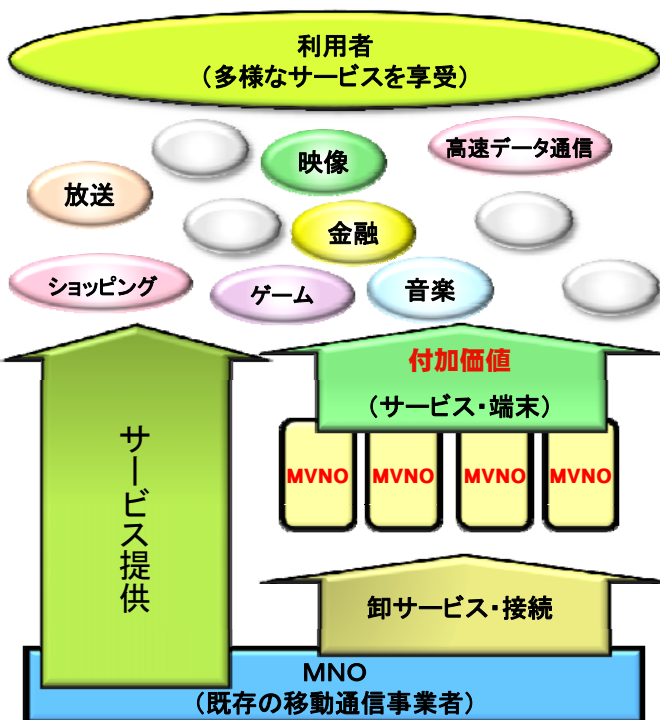 利用者
(多様なサービスを享受)
映像
高速データ通信
放送
金融
ショッピング
ゲーム
音楽
付加価値
(サービス・端末)
サービス提供
MVNO
MVNO
MVNO
MVNO
卸サービス・接続
MNO
(既存の移動通信事業者)